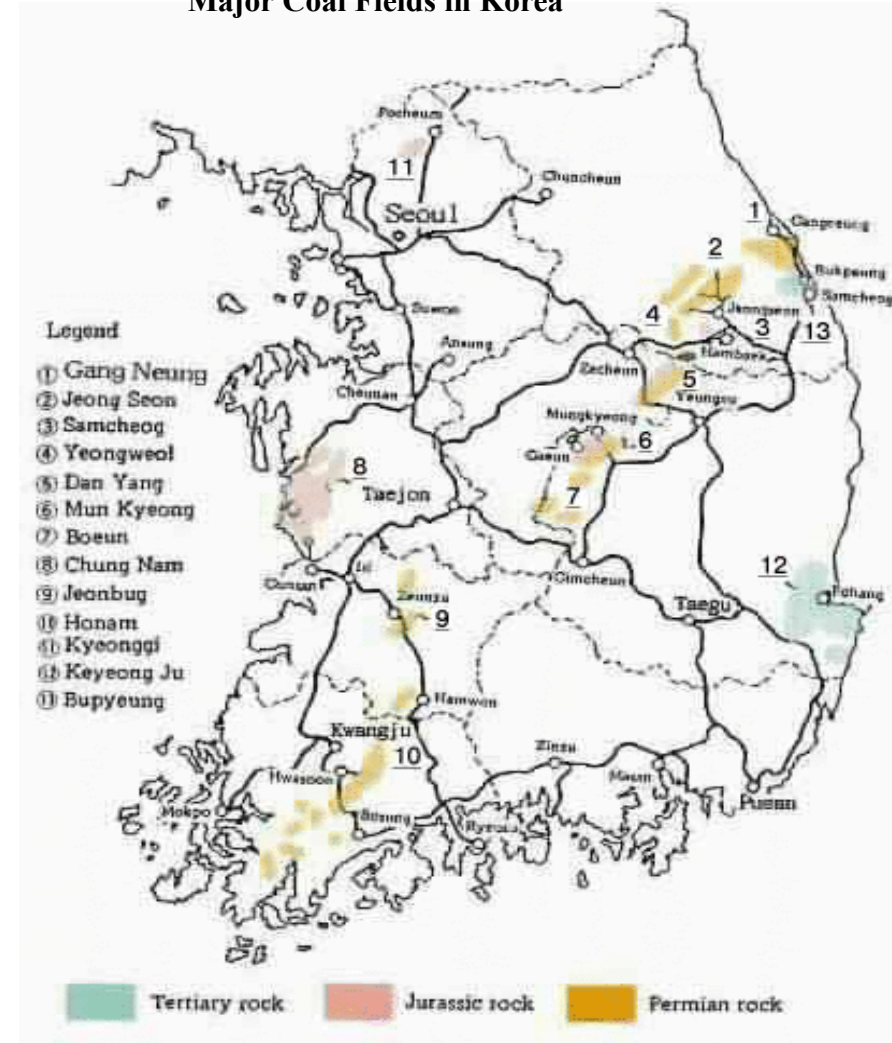 Major Coal Fields in Korea
Pocheum
11
Chuncheun
Seoul
1
Gangreung
2
Bukpeung
Samcheog
Jeongseon
4
3
13
Suweon
Legend
Ansung
Hambaek
Zecheun
5
① Gang Neung
Cheunan
Yeungzu
② Jeong Seon
Mungkyeong
③ Samcheog
6
④ Yeongweol
Gaeun
8
⑤ Dan Yang
Taejon
7
⑥ Mun Kyeong
⑦ Boeun
⑧ Chung Nam
Gimcheun
12
Pohang
⑨ Jeonbug
Gunsan
Iri
Zeunzu
Taegu
⑩ Honam
9
⑪ Kyeonggi
⑫ Keyeong Ju
⑬ Bupyeung
Namwon
Kwangju
10
Zinzu
Hwasoon
Masan
Pusan
Mokpo
Bosung
Tertiary rock
Jurassic rock
Permian rock